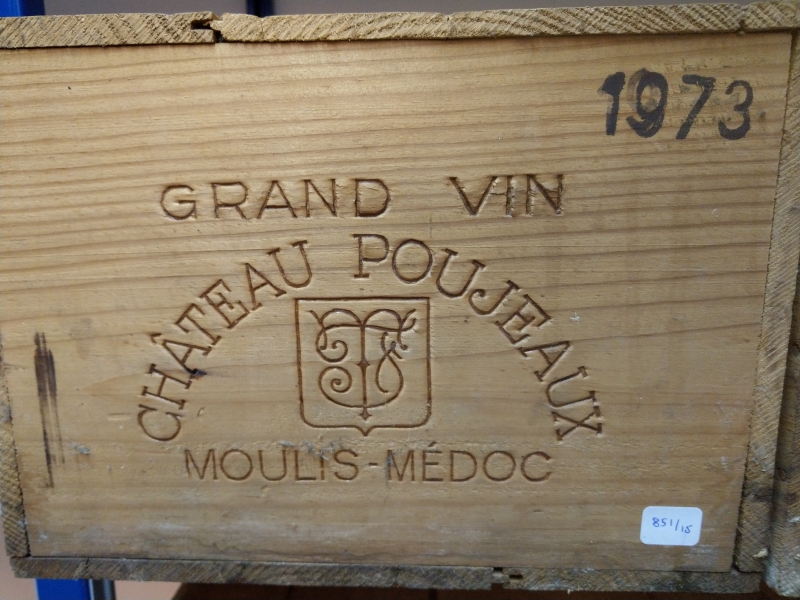 1973
GRAND VIN
CHÂTEAU POUJEAUX
MOULIS-MÉDOC
851/15